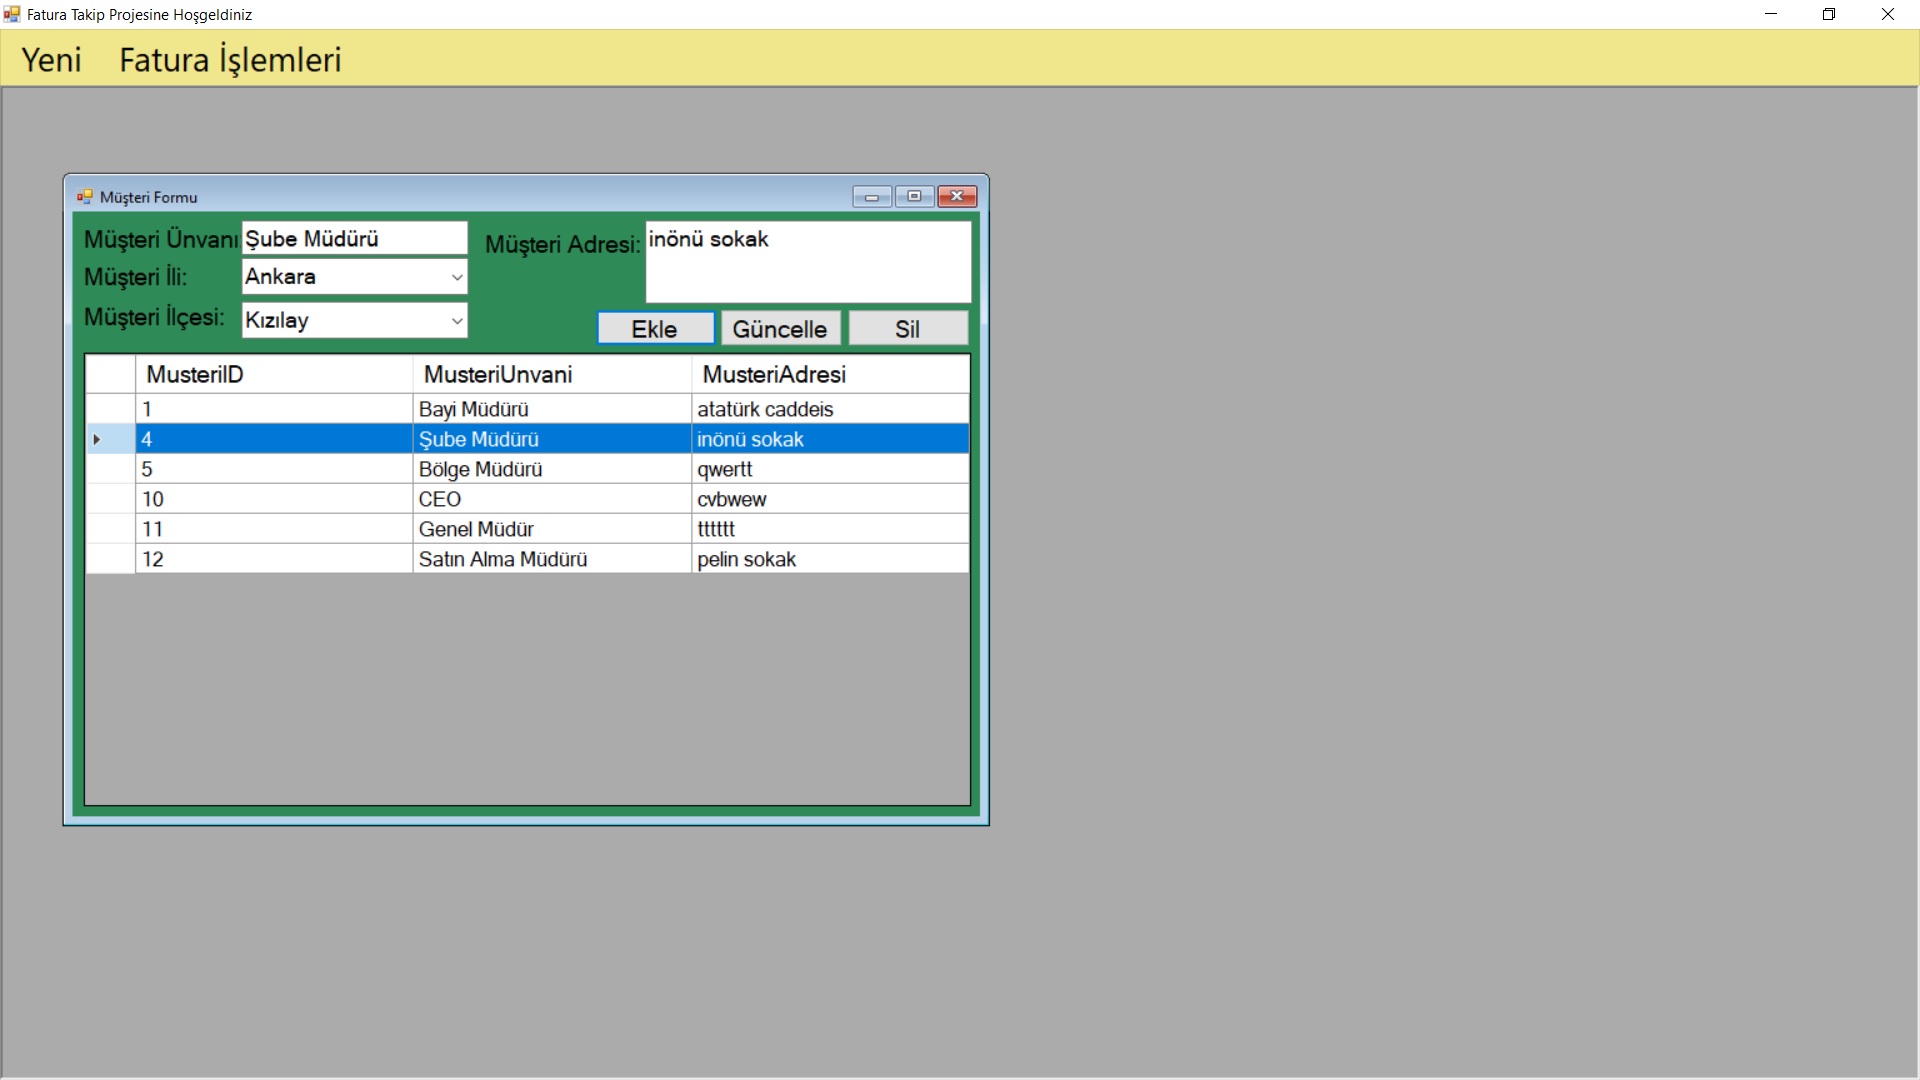 Fatura Takip Projesine Hoşgeldiniz
Yeni Fatura İşlemleri
Müşteri Formu
Müşteri Ünvanı Şube Müdürü Müşteri Adresi: inönü sokak
Müşteri İli: Ankara
Müşteri İlçesi: Kızılay
Ekle Güncelle Sil
MusteriID MusteriUnvani MusteriAdresi
1 Bayi Müdürü atatürk caddeis
4 Şube Müdürü inönü sokak
5 Bölge Müdürü qwertt
10 CEO cvbwew
11 Genel Müdür tttttt
12 Satın Alma Müdürü pelin sokak